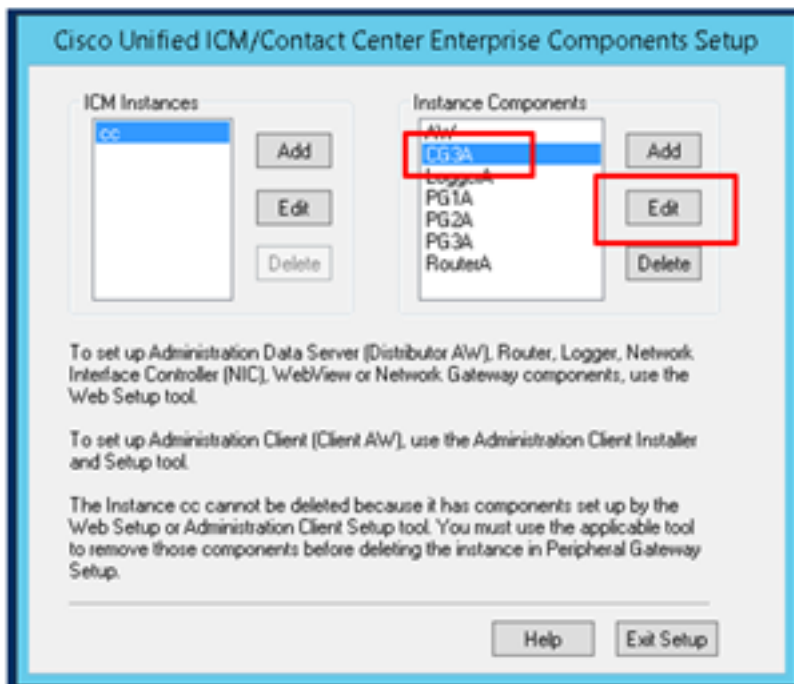 Cisco Unified ICM/Contact Center Enterprise Components Setup
ICM Instances
cc
Add
Edit
Delete
Instance Components
AW
CG3A
LoggerA
PG1A
PG2A
PG3A
RouterA
Add
Edit
Delete
To set up Administration Data Server (Distributor AW), Router, Logger, Network
Interface Controller (NIC), WebView or Network Gateway components, use the
Web Setup tool.
To set up Administration Client (Client AW), use the Administration Client Installer
and Setup tool.
The Instance cc cannot be deleted because it has components set up by the
Web Setup or Administration Client Setup tool. You must use the applicable tool
to remove those components before deleting the instance in Peripheral Gateway
Setup.
Help
Exit Setup